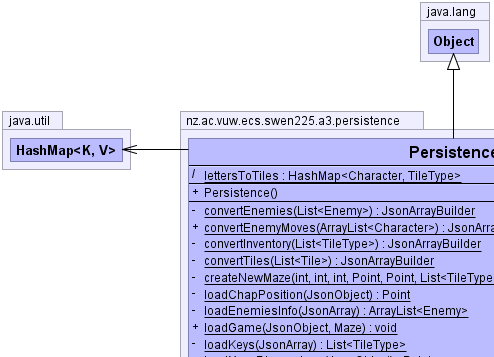 java.lang
Object
java.util
HashMap<K, V>
nz.ac.vuw.ecs.swen225.a3.persistence
Persistence
/ lettersToTiles : HashMap<Character, TileType>
+ Persistence()
- convertEnemies(List<Enemy>) : JsonArrayBuilder
+ convertEnemyMoves(ArrayList<Character>) : JsonArra
- convertInventory(List<TileType>) : JsonArrayBuilder
- convertTiles(List<Tile>) : JsonArrayBuilder
- createNewMaze(int, int, int, Point, Point, List<TileType
- loadChapPosition(JsonObject) : Point
- loadEnemiesInfo(JsonArray) : ArrayList<Enemy>
+ loadGame(JsonObject, Maze) : void
- loadKeys(JsonArray) : List<TileType>